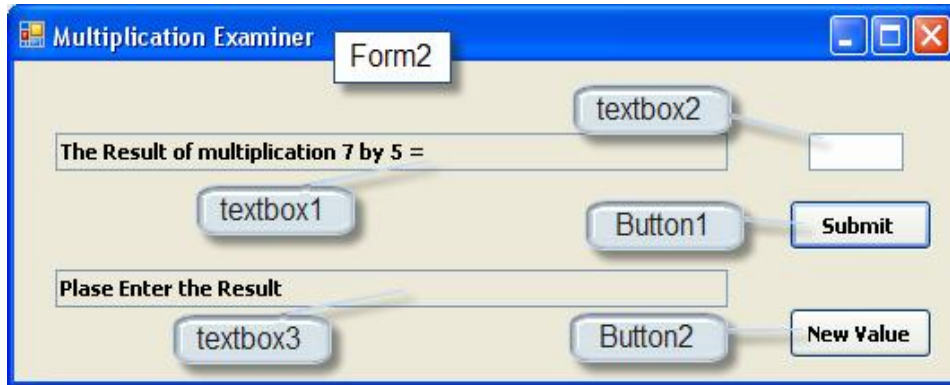 Multiplication Examiner
Form2
textbox2
The Result of multiplication 7 by 5 =
textbox1
Button1
Submit
Plase Enter the Result
textbox3
Button2
New Value